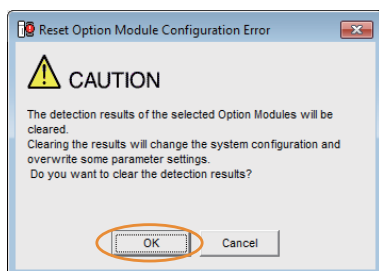 Reset Option Module Configuration Error
CAUTION
The detection results of the selected Option Modules will be
cleared.
Clearing the results will change the system configuration and
overwrite some parameter settings.
Do you want to clear the detection results?
OK Cancel